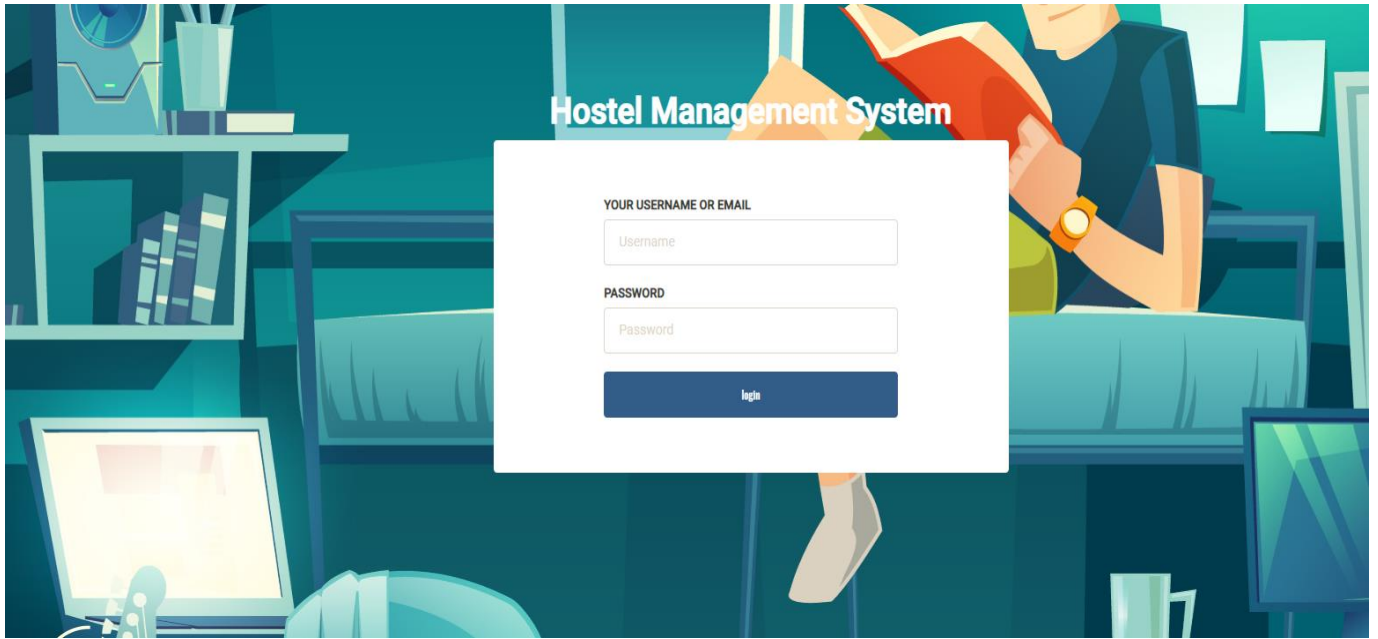 Hostel Management System
YOUR USERNAME OR EMAIL
Username
PASSWORD
Password
login